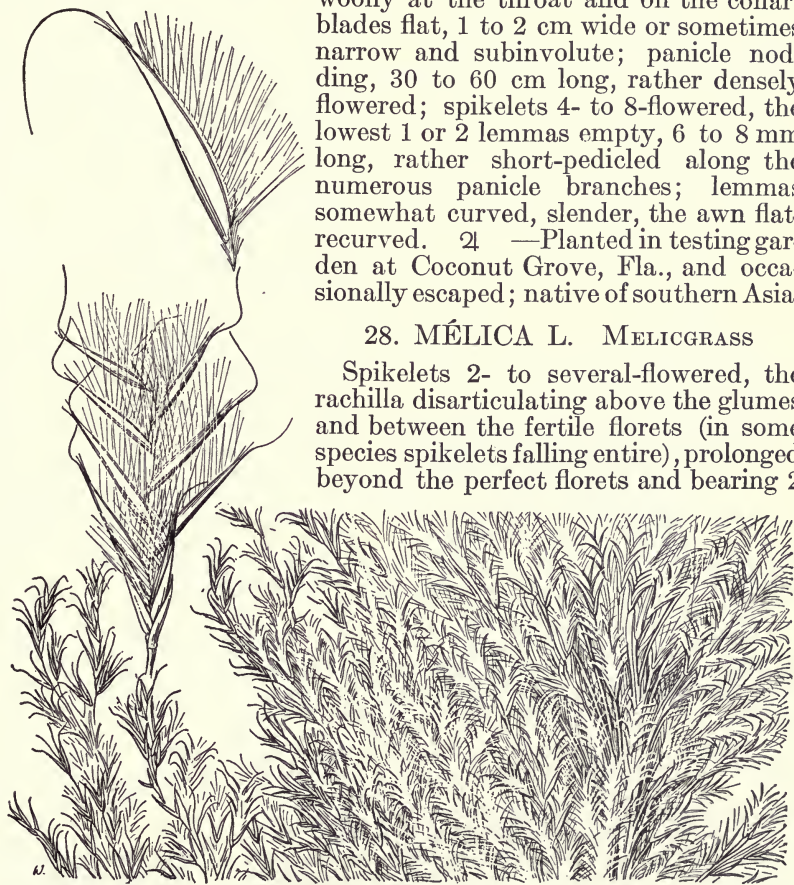 woolly at the throat and on the collar
blades flat, 1 to 2 cm wide or sometimes
narrow and subinvolute; panicle nod
ding, 30 to 60 cm long, rather densely
flowered; spikelets 4- to 8-flowered, the
lowest 1 or 2 lemmas empty, 6 to 8 mm
long, rather short-pedicled along the
numerous panicle branches; lemmas
somewhat curved, slender, the awn flat
recurved. ♃ —Planted in testing gar
den at Coconut Grove, Fla., and occa
sionally escaped; native of southern Asia
28. MÉLICA L. MELICGRASS
Spikelets 2- to several-flowered, the
rachilla disarticulating above the glumes
and between the fertile florets (in some
species spikelets falling entire), prolonged
beyond the perfect florets and bearing 2
W.